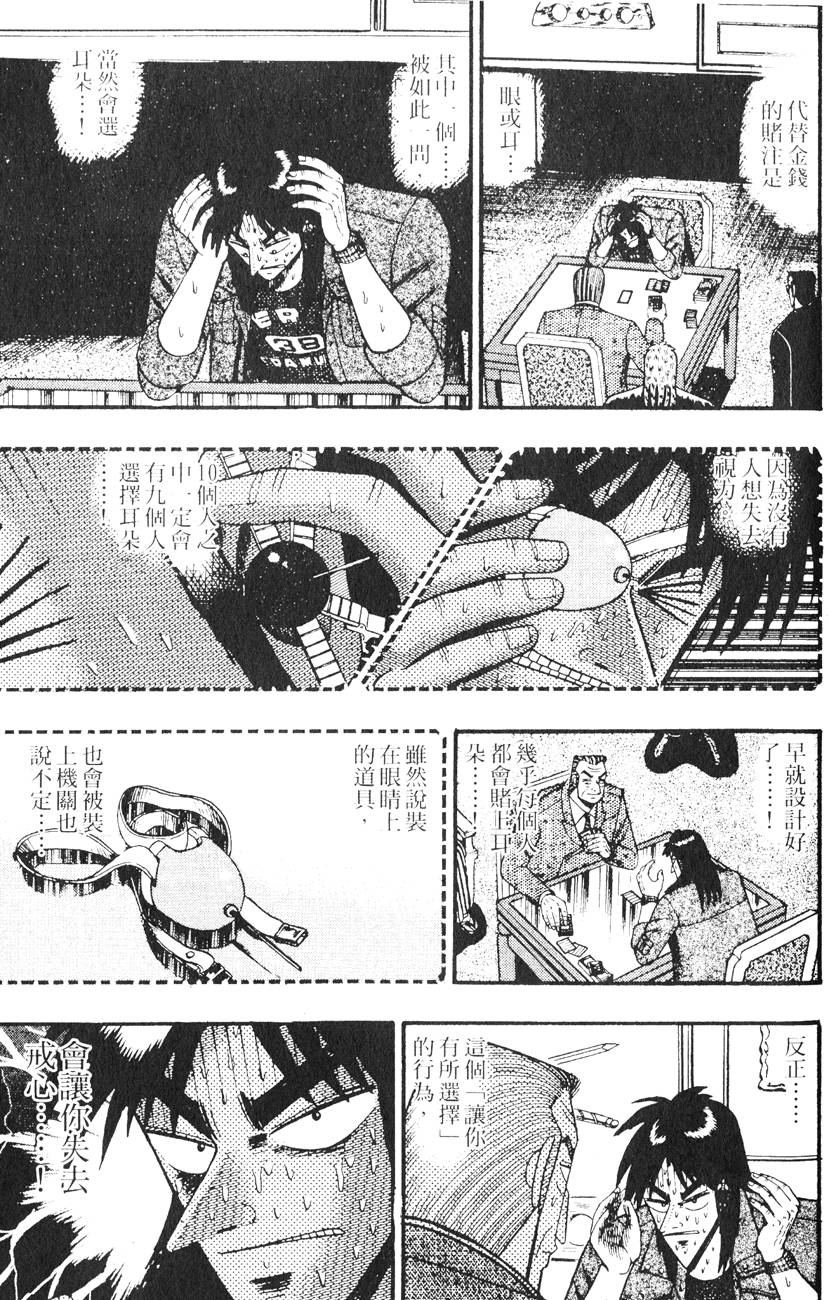 代替金錢
的賭注是
眼或耳…
其中一個……
被如此一問
當然會選
耳朵…！
因為沒有
人想失去
視力、
10個人之
中一定會
有九個人
選擇耳朵
……！
早就設計好
了……！
幾乎每個人
都會賭上耳
朵……
雖然說裝
在眼睛上
的道具，
也會被裝
上機關也
說不定……
反正……
這個「讓你
有所選擇」
的行為，
會讓你失去
戒心……！